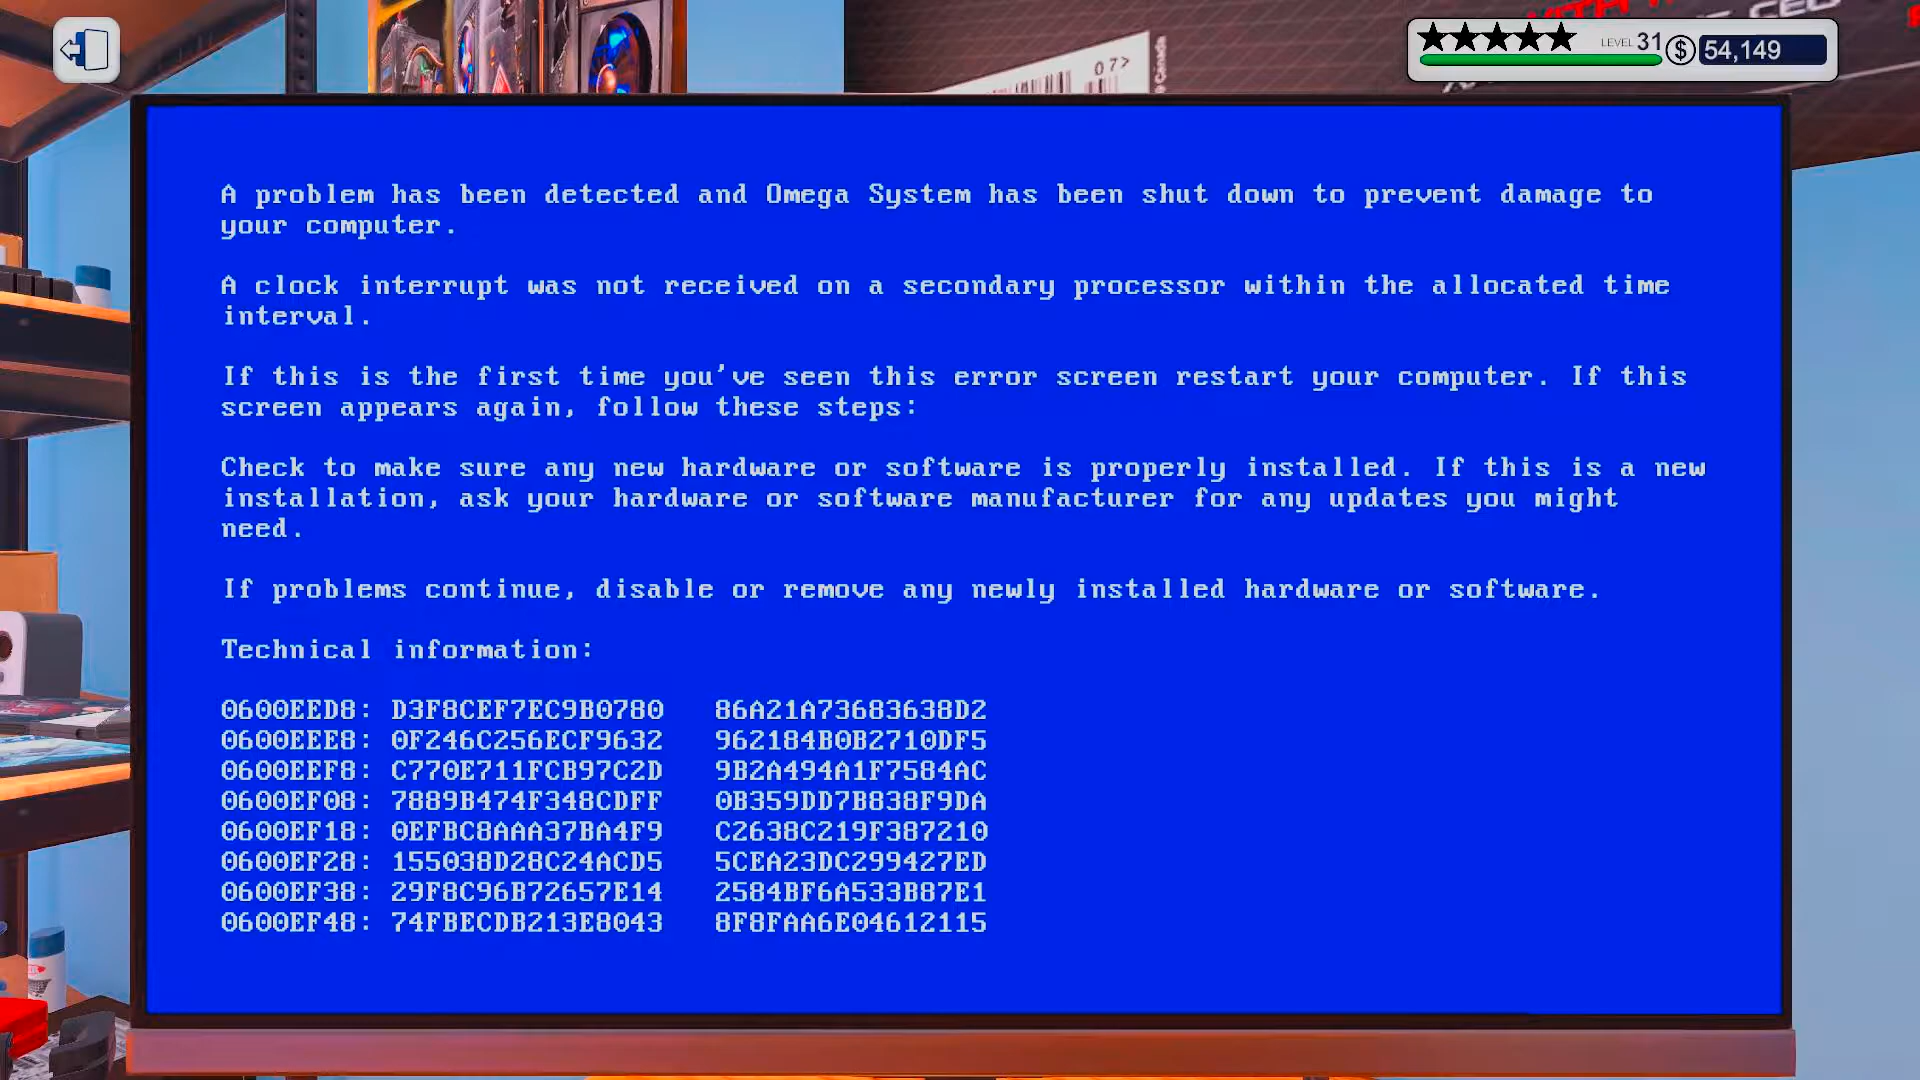 LEVEL 31 $ 54,149
07>
Canada
A problem has been detected and Omega System has been shut down to prevent damage to
your computer.
A clock interrupt was not received on a secondary processor within the allocated time
interval.
If this is the first time you've seen this error screen restart your computer. If this
screen appears again, follow these steps:
Check to make sure any new hardware or software is properly installed. If this is a new
installation, ask your hardware or software manufacturer for any updates you might
need.
If problems continue, disable or remove any newly installed hardware or software.
Technical information:
0600EED8: D3F8CEF7EC9B0780 86A21A73683638D2
0600EEE8: 0F246C256ECF9632 962184B0B2710DF5
0600EEF8: C770E711FCB97C2D 9B2A494A1F7584AC
0600EF08: 7889B474F348CDFF 0B359DD7B838F9DA
0600EF18: 0EFBC8AAA37BA4F9 C2638C219F387210
0600EF28: 155038D28C24ACD5 5CEA23DC299427ED
0600EF38: 29F8C96B72657E14 2584BF6A533B87E1
0600EF48: 74FBECDB213E8043 8F8FAA6E04612115